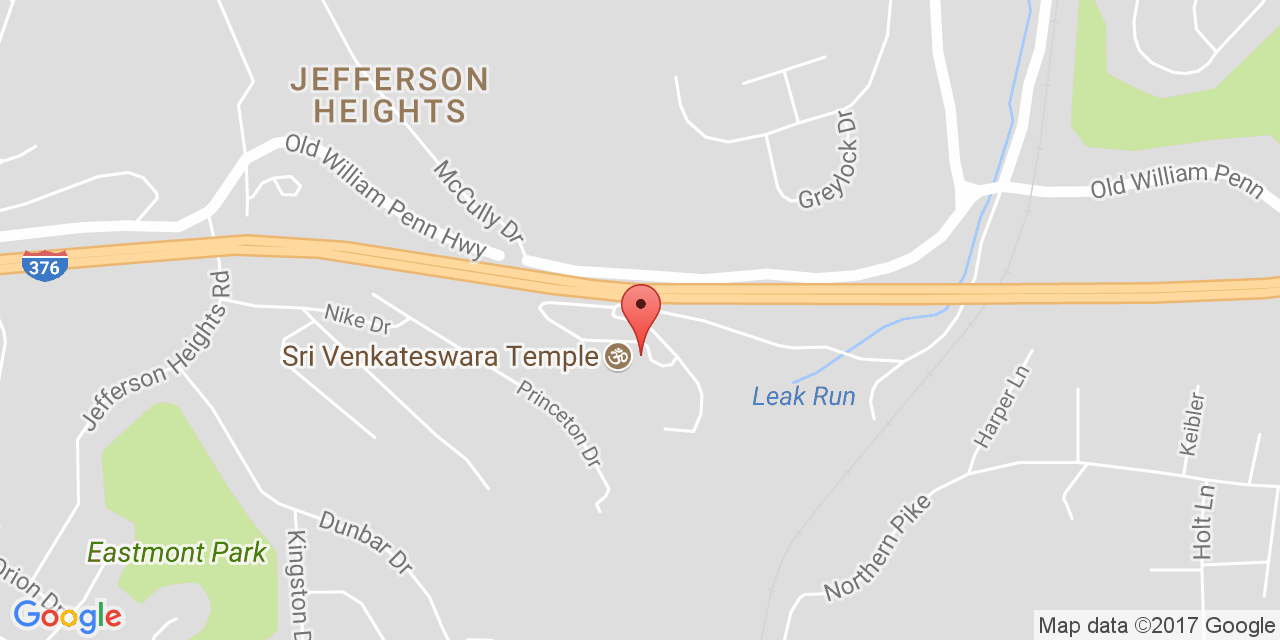 JEFFERSON
HEIGHTS
Old William Penn Hwy
McCully Dr
Greylock Dr
Old William Penn
376
Jefferson Heights Rd
Nike Dr
Sri Venkateswara Temple
ॐ
Princeton Dr
Leak Run
Harper Ln
Keibler
Holt Ln
Northern Pike
Eastmont Park
Dunbar Dr
Kingston D
Orion Dr
Google
Map data ©2017 Google